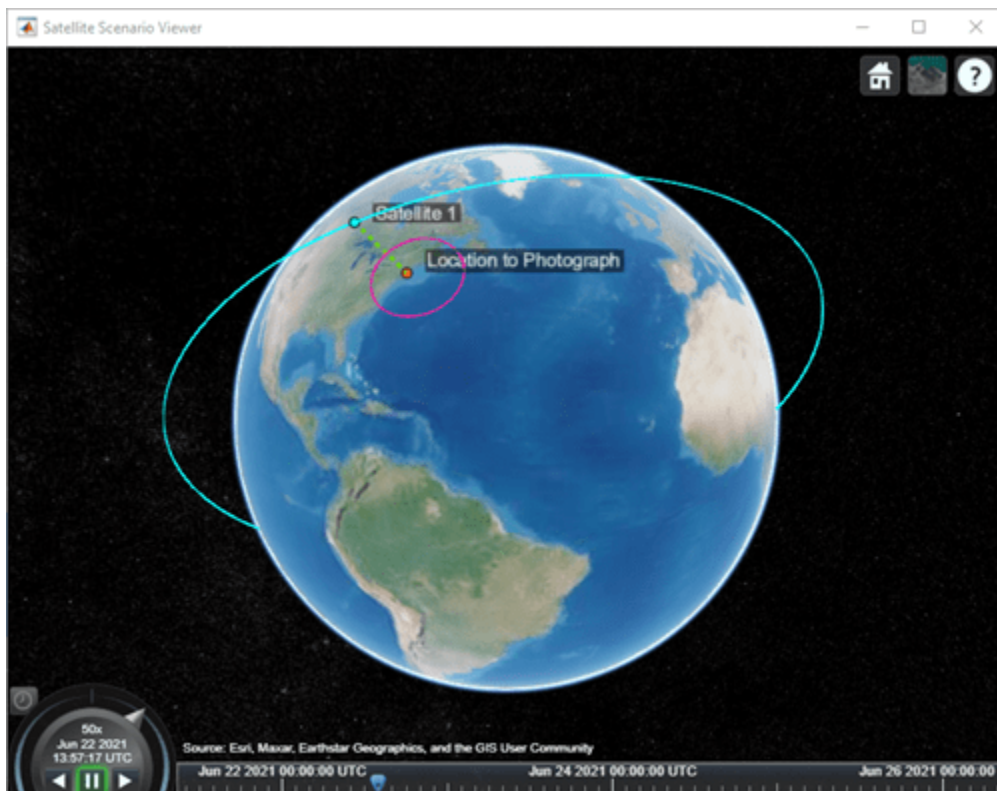 Satellite Scenario Viewer
?
Satellite 1
Location to Photograph
50x
Jun 22 2021
13:57:17 UTC
Source: Esri, Maxar, Earthstar Geographics, and the GIS User Community
Jun 22 2021 00:00:00 UTC
Jun 24 2021 00:00:00 UTC
Jun 26 2021 00:00:00